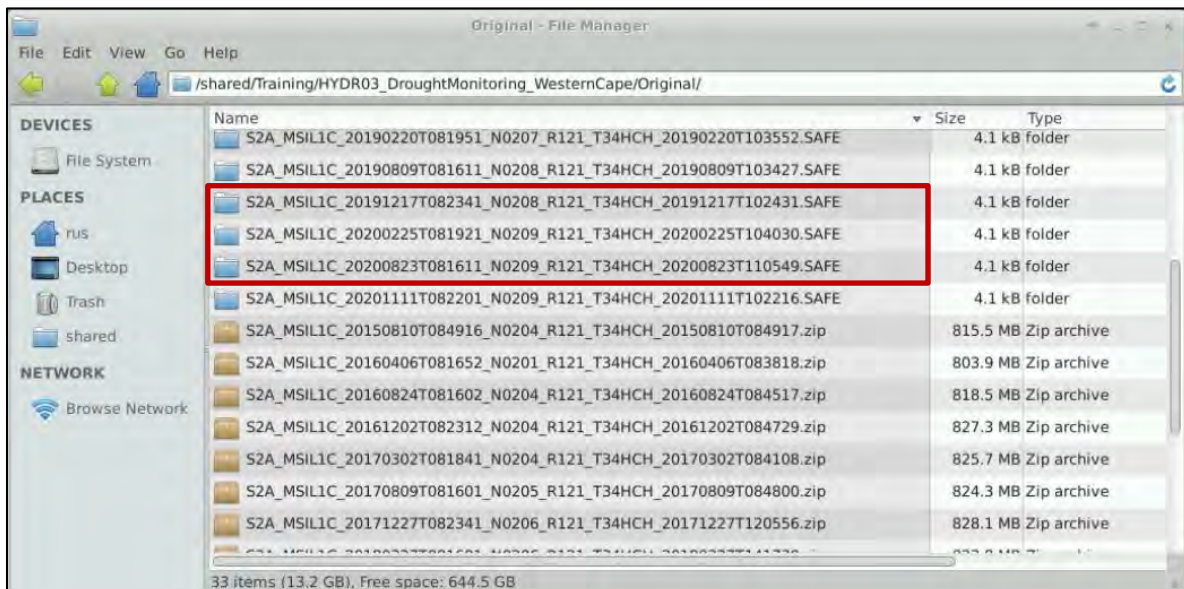 Original - File Manager
File Edit View Go Help
/shared/Training/HYDR03_DroughtMonitoring_WesternCape/Original/
DEVICES
File System
PLACES
rus
Desktop
Trash
shared
NETWORK
Browse Network
Name Size Type
S2A_MSIL1C_20190220T081951_N0207_R121_T34HCH_20190220T103552.SAFE 4.1 kB folder
S2A_MSIL1C_20190809T081611_N0208_R121_T34HCH_20190809T103427.SAFE 4.1 kB folder
S2A_MSIL1C_20191217T082341_N0208_R121_T34HCH_20191217T102431.SAFE 4.1 kB folder
S2A_MSIL1C_20200225T081921_N0209_R121_T34HCH_20200225T104030.SAFE 4.1 kB folder
S2A_MSIL1C_20200823T081611_N0209_R121_T34HCH_20200823T110549.SAFE 4.1 kB folder
S2A_MSIL1C_20201111T082201_N0209_R121_T34HCH_20201111T102216.SAFE 4.1 kB folder
S2A_MSIL1C_20150810T084916_N0204_R121_T34HCH_20150810T084917.zip 815.5 MB Zip archive
S2A_MSIL1C_20160406T081652_N0201_R121_T34HCH_20160406T083818.zip 803.9 MB Zip archive
S2A_MSIL1C_20160824T081602_N0204_R121_T34HCH_20160824T084517.zip 818.5 MB Zip archive
S2A_MSIL1C_20161202T082312_N0204_R121_T34HCH_20161202T084729.zip 827.3 MB Zip archive
S2A_MSIL1C_20170302T081841_N0204_R121_T34HCH_20170302T084108.zip 825.7 MB Zip archive
S2A_MSIL1C_20170809T081601_N0205_R121_T34HCH_20170809T084800.zip 824.3 MB Zip archive
S2A_MSIL1C_20171227T082341_N0206_R121_T34HCH_20171227T120556.zip 828.1 MB Zip archive
33 items (13.2 GB), Free space: 644.5 GB